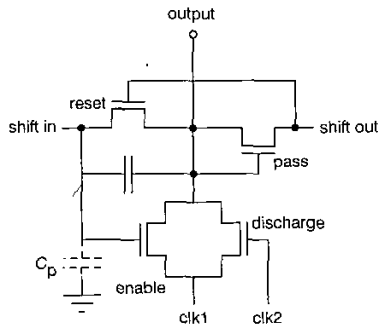 output
reset
shift in
shift out
pass
discharge
Cp
enable
clk1
clk2